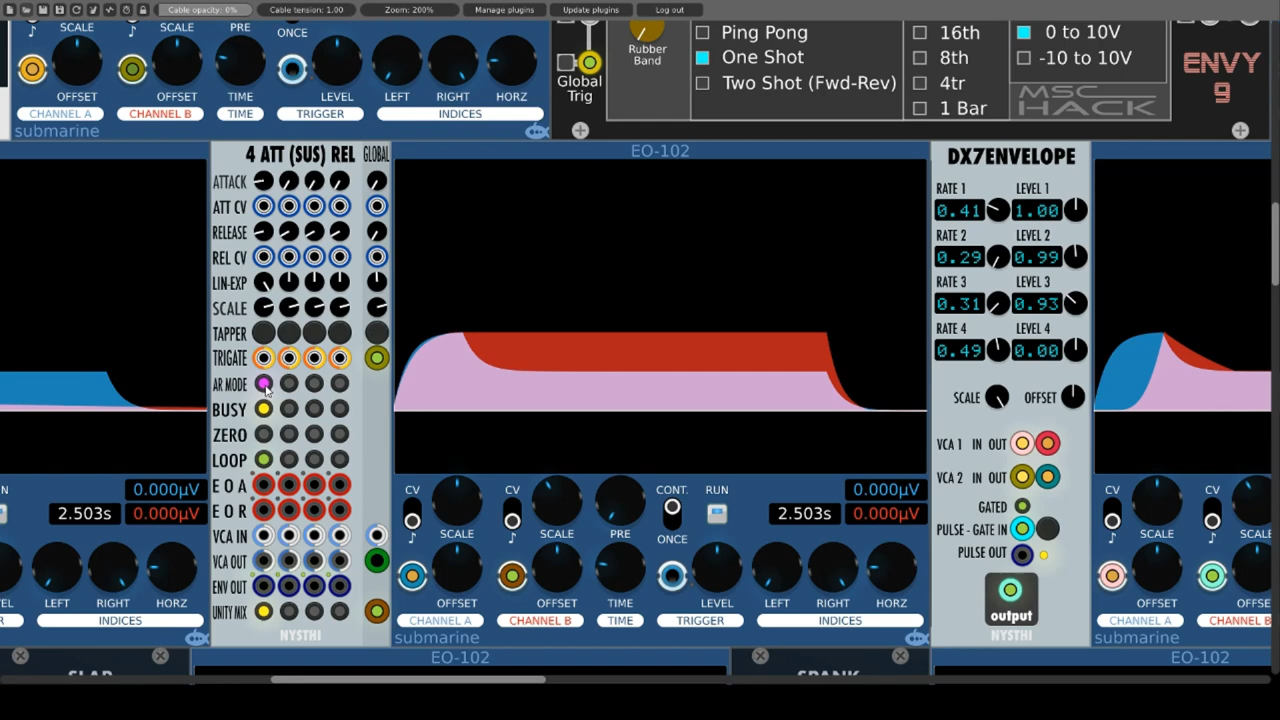 Cable opacity: 0%
Cable tension: 1.00
Zoom: 200%
Manage plugins
Update plugins
Log out
SCALE
SCALE
PRE
ONCE
OFFSET
OFFSET
TIME
LEVEL
LEFT
RIGHT
HORZ
CHANNEL A
CHANNEL B
TIME
TRIGGER
INDICES
submarine
Global
Trig
Rubber
Band
Ping Pong
One Shot
Two Shot (Fwd-Rev)
16th
8th
4tr
1 Bar
0 to 10V
-10 to 10V
MSC
HACK
ENVY
9
4 ATT (SUS) REL
GLOBAL
ATTACK
ATT CV
RELEASE
REL CV
LIN-EXP
SCALE
TAPPER
TRIGATE
AR MODE
BUSY
ZERO
LOOP
E O A
E O R
VCA IN
VCA OUT
ENV OUT
UNITY MIX
NYSTHI
N
0.000µV
2.503s
0.000µV
EL
LEFT
RIGHT
HORZ
R
INDICES
EO-102
CV
SCALE
CV
SCALE
PRE
CONT.
ONCE
RUN
0.000µV
2.503s
0.000µV
OFFSET
OFFSET
TIME
LEVEL
LEFT
RIGHT
HORZ
CHANNEL A
CHANNEL B
TIME
TRIGGER
INDICES
submarine
DX7ENVELOPE
RATE 1
LEVEL 1
0.41
1.00
RATE 2
LEVEL 2
0.29
0.99
RATE 3
LEVEL 3
0.31
0.93
RATE 4
LEVEL 4
0.49
0.00
SCALE
OFFSET
VCA 1 IN OUT
VCA 2 IN OUT
GATED
PULSE - GATE IN
PULSE OUT
output
NYSTHI
CV
SCALE
CV
SCALE
OFFSET
OFFSE
CHANNEL A
CHANNEL B
submarine
SLAP
EO-102
SPANK
EO-102